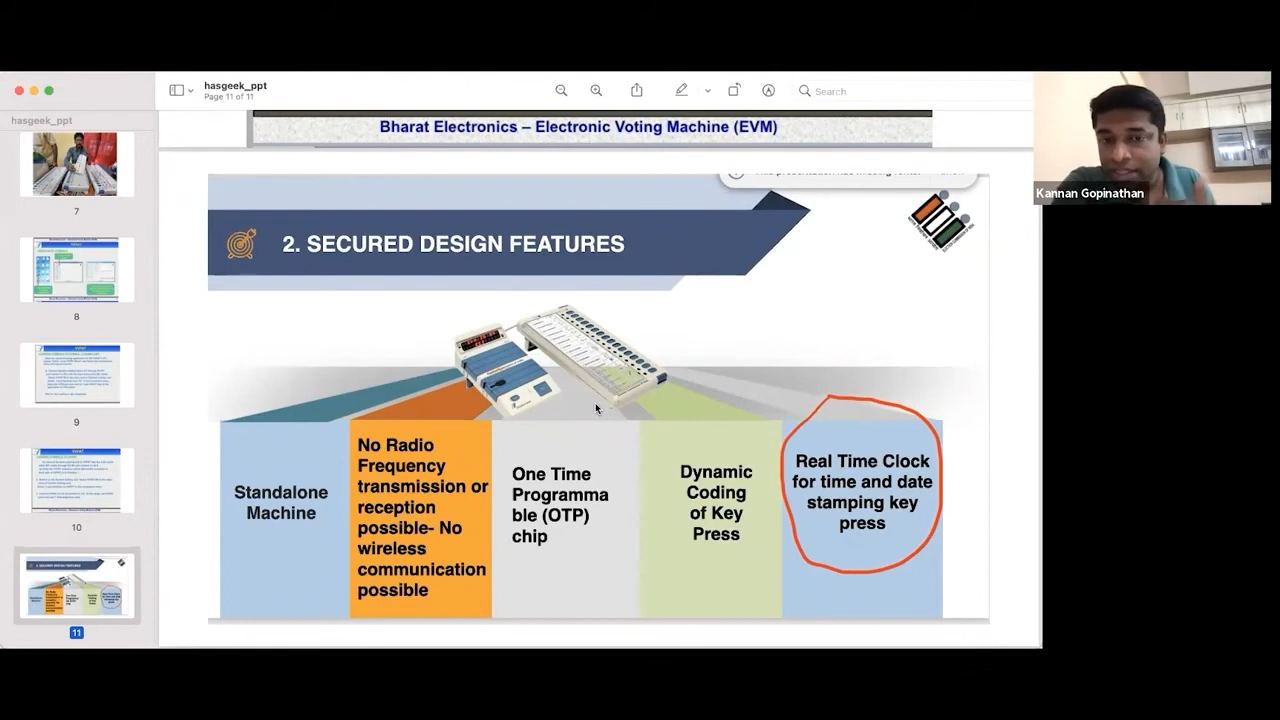 hasgeek_ppt
Page 11 of 11
Search
hasgeek_ppt
7
8
9
10
11
Bharat Electronics – Electronic Voting Machine (EVM)
2. SECURED DESIGN FEATURES
Standalone
Machine
No Radio
Frequency
transmission or
reception
possible- No
wireless
communication
possible
One Time
Programma
ble (OTP)
chip
Dynamic
Coding
of Key
Press
Real Time Clock
for time and date
stamping key
press
Kannan Gopinathan